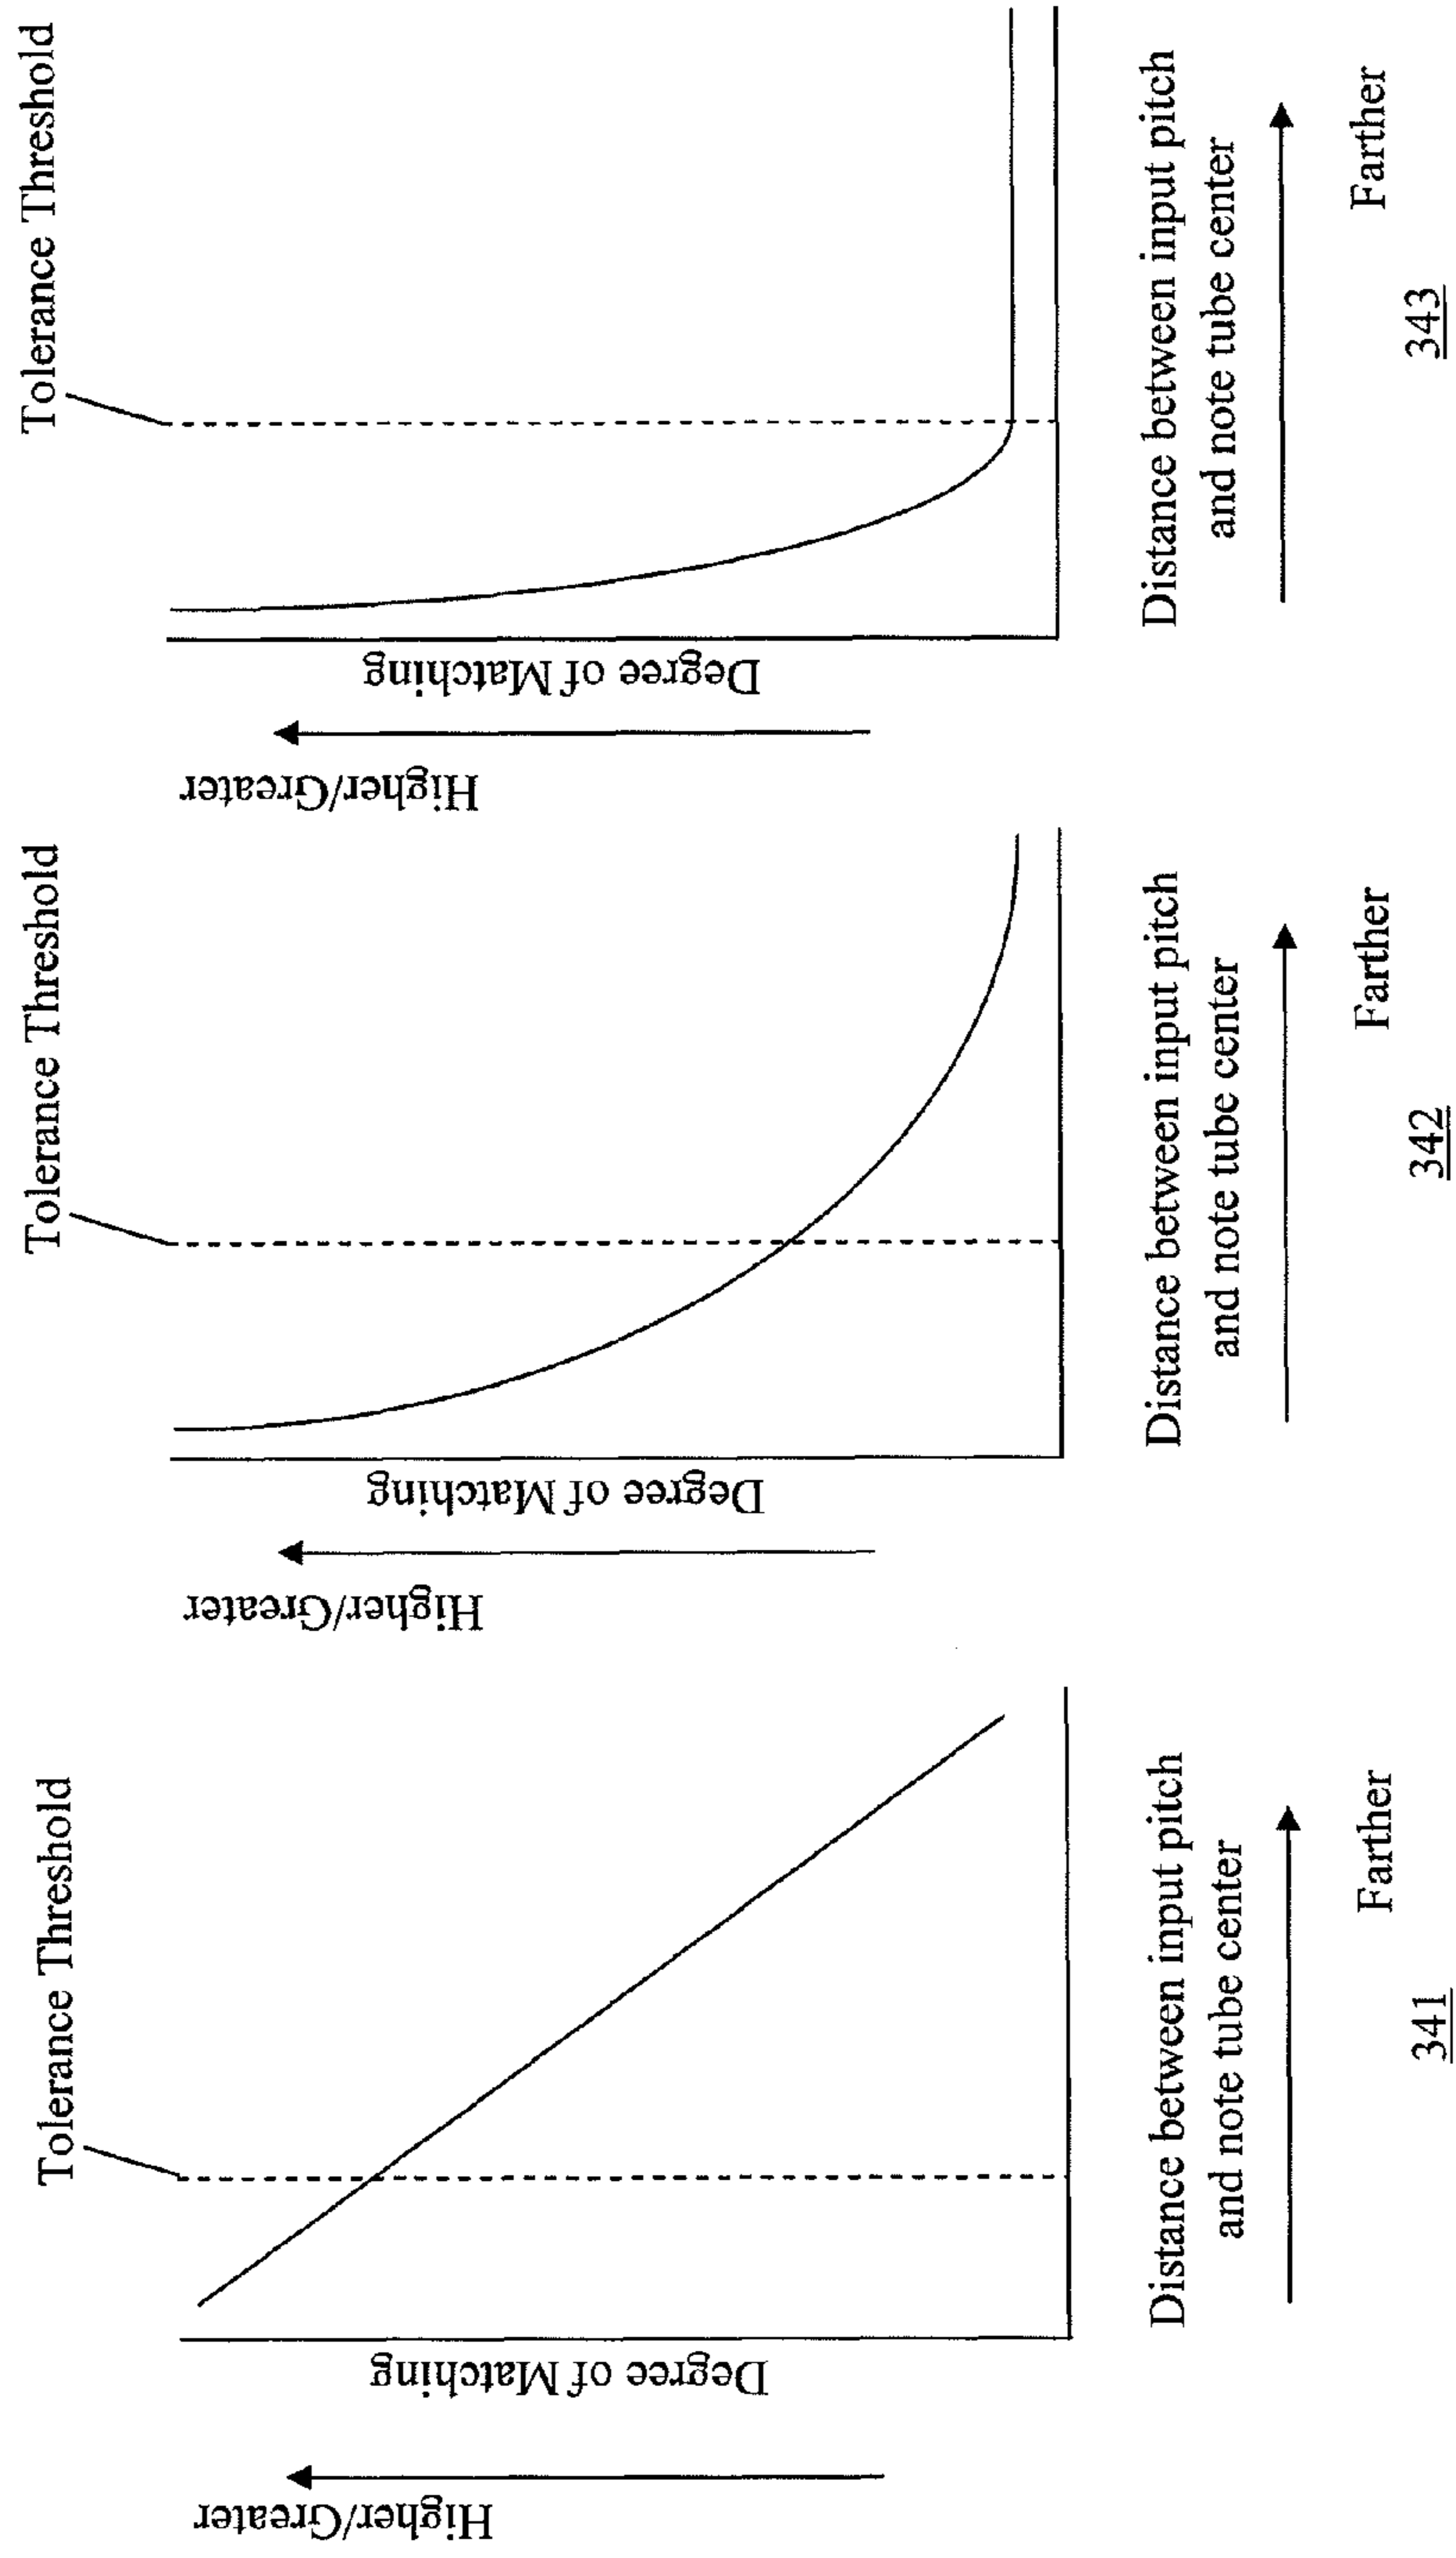 Tolerance Threshold
Higher/Greater
Degree of Matching
Distance between input pitch
and note tube center
Farther
341
Tolerance Threshold
Higher/Greater
Degree of Matching
Distance between input pitch
and note tube center
Farther
342
Tolerance Threshold
Higher/Greater
Degree of Matching
Distance between input pitch
and note tube center
Farther
343